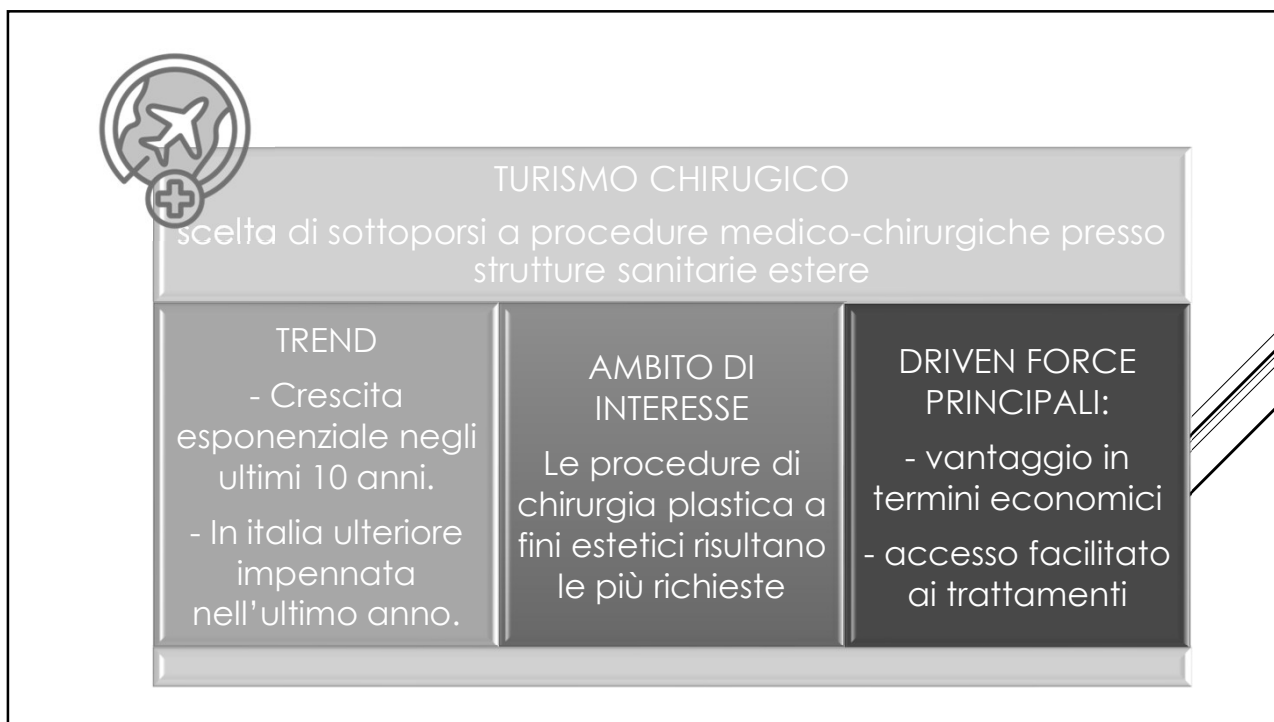 TURISMO CHIRUGICO
scelta di sottoporsi a procedure medico-chirurgiche presso
strutture sanitarie estere
TREND
- Crescita
esponenziale negli
ultimi 10 anni.
- In italia ulteriore
impennata
nell’ultimo anno.
AMBITO DI
INTERESSE
Le procedure di
chirurgia plastica a
fini estetici risultano
le più richieste
DRIVEN FORCE
PRINCIPALI:
- vantaggio in
termini economici
- accesso facilitato
ai trattamenti